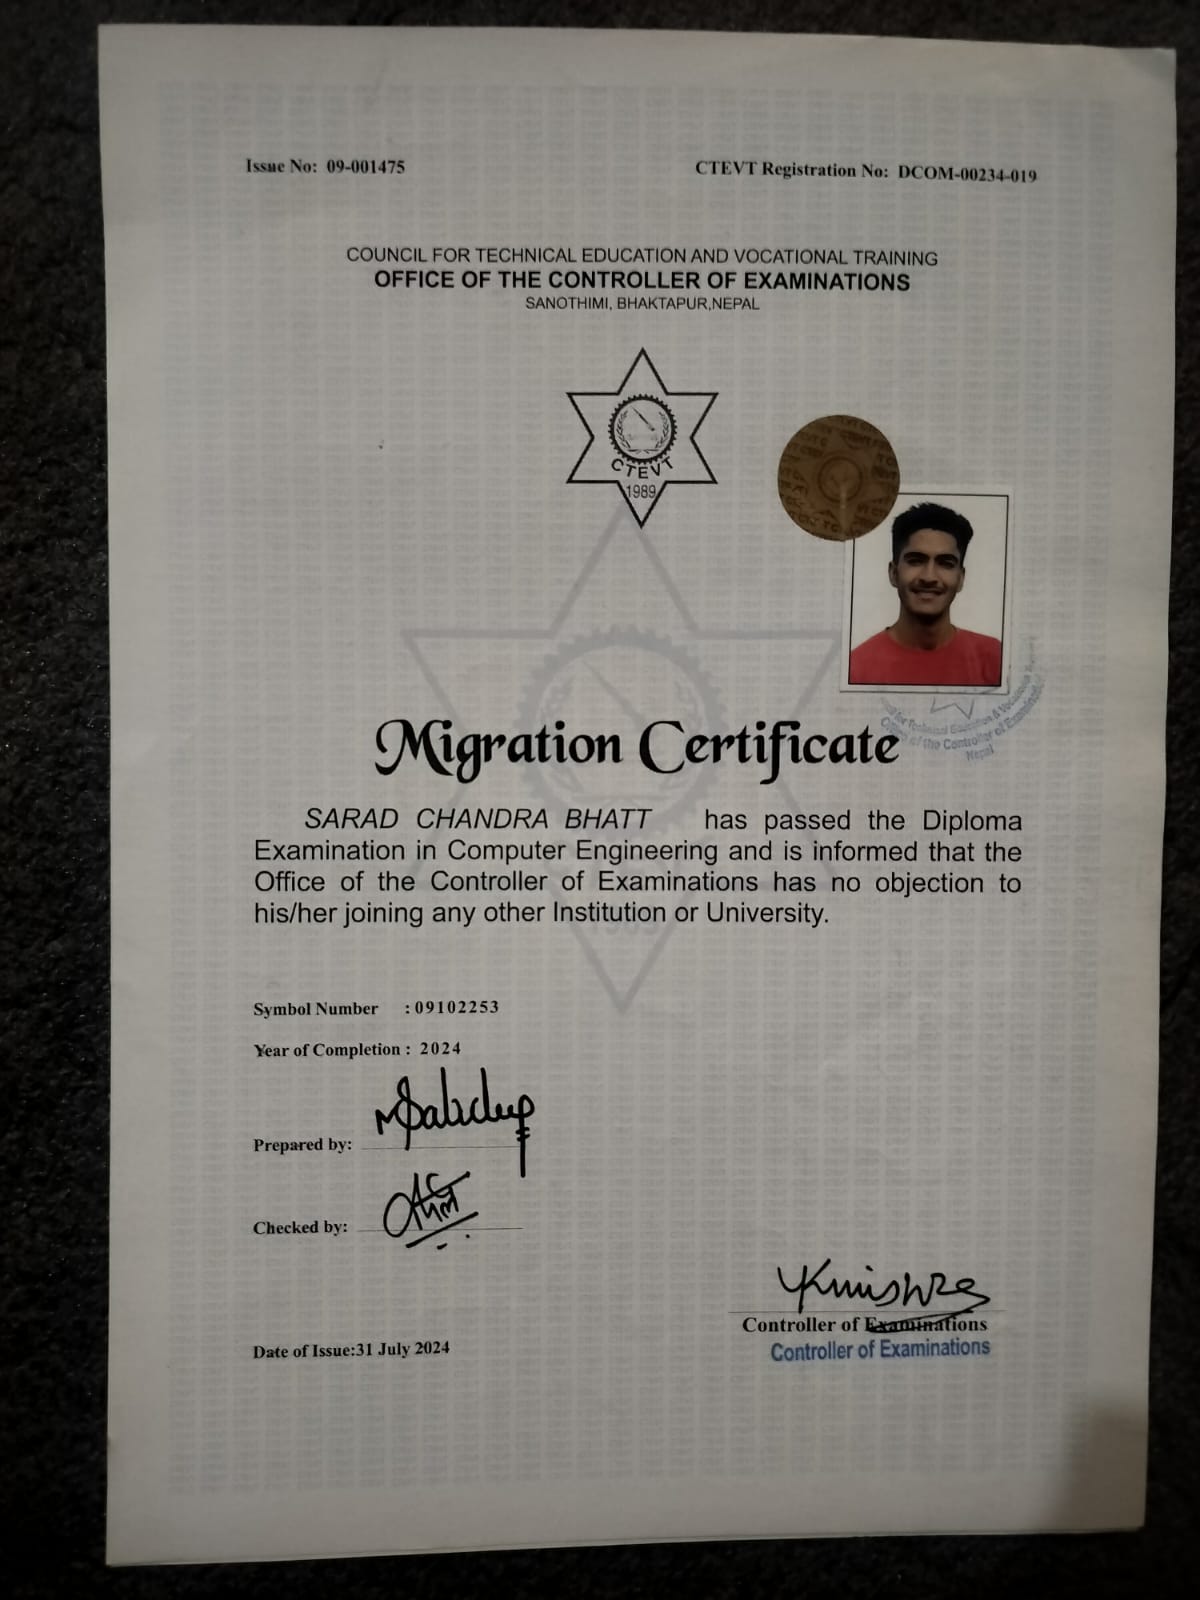 Issue No: 09-001475
CTEVT Registration No: DCOM-00234-019
COUNCIL FOR TECHNICAL EDUCATION AND VOCATIONAL TRAINING
OFFICE OF THE CONTROLLER OF EXAMINATIONS
SANOTHIMI, BHAKTAPUR,NEPAL
CTEVT
1989
Migration Certificate
SARAD CHANDRA BHATT has passed the Diploma
Examination in Computer Engineering and is informed that the
Office of the Controller of Examinations has no objection to
his/her joining any other Institution or University.
for Technical Education & Vocational
Office of the Controller of Examinations
Nepal
Symbol Number : 09102253
Year of Completion : 2024
Prepared by:
Checked by:
Controller of Examinations
Controller of Examinations
Date of Issue:31 July 2024